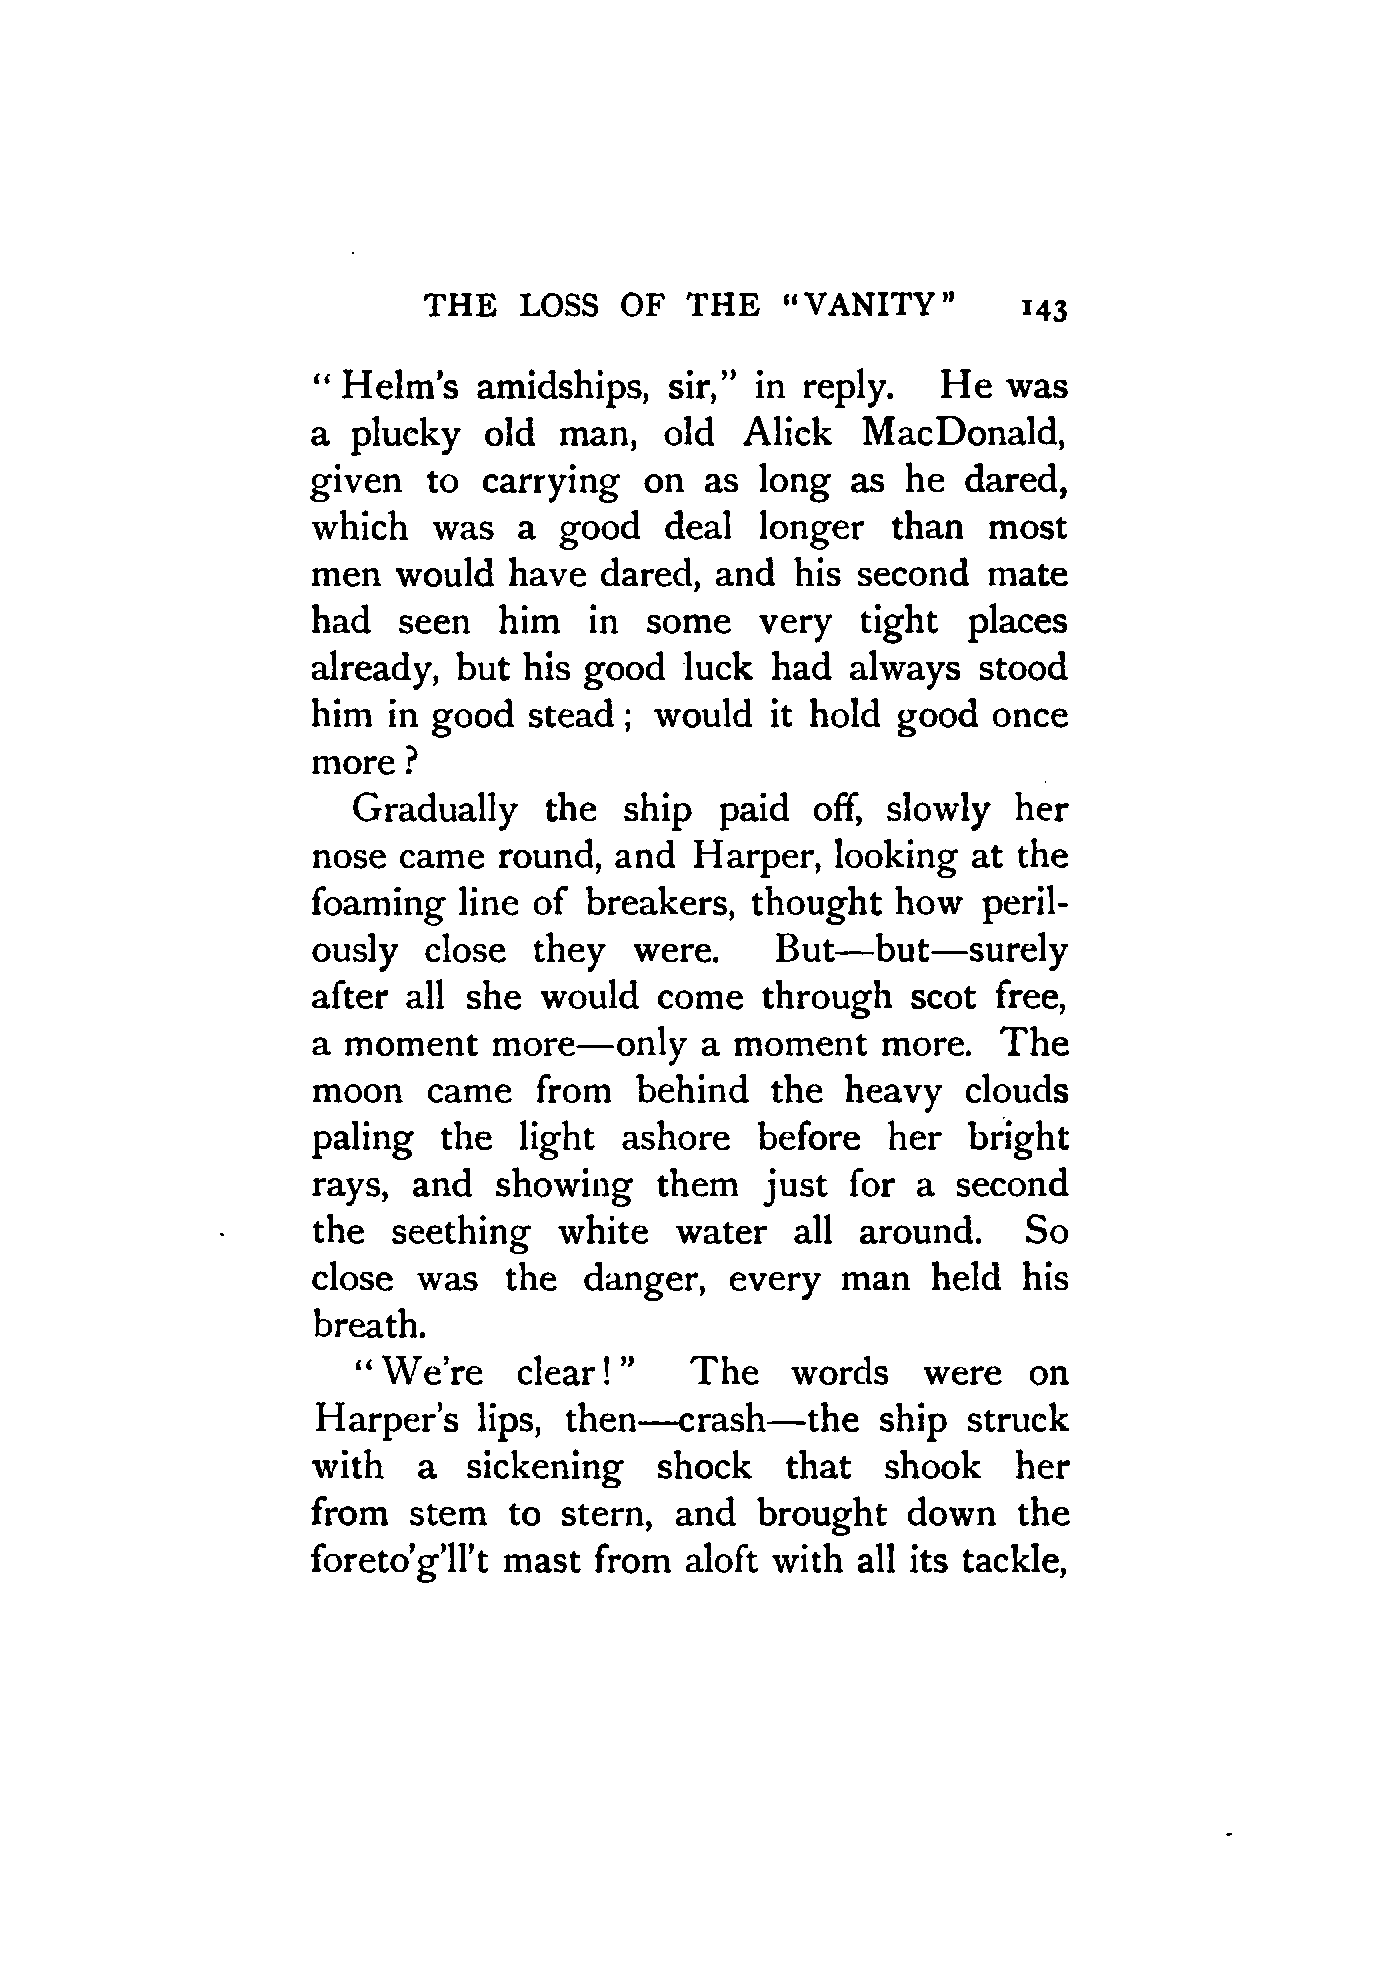 THE LOSS OF THE "VANITY" 143
"Helm's amidships, sir," in reply. He was
a plucky old man, old Alick MacDonald,
given to carrying on as long as he dared,
which was a good deal longer than most
men would have dared, and his second mate
had seen him in some very tight places
already, but his good luck had always stood
him in good stead; would it hold good once
more?
Gradually the ship paid off, slowly her
nose came round, and Harper, looking at the
foaming line of breakers, thought how peril-
ously close they were. But—but—surely
after all she would come through scot free,
a moment more—only a moment more. The
moon came from behind the heavy clouds
paling the light ashore before her bright
rays, and showing them just for a second
the seething white water all around. So
close was the danger, every man held his
breath.
"We're clear!" The words were on
Harper's lips, then—crash—the ship struck
with a sickening shock that shook her
from stem to stern, and brought down the
foreto'g'll't mast from aloft with all its tackle,